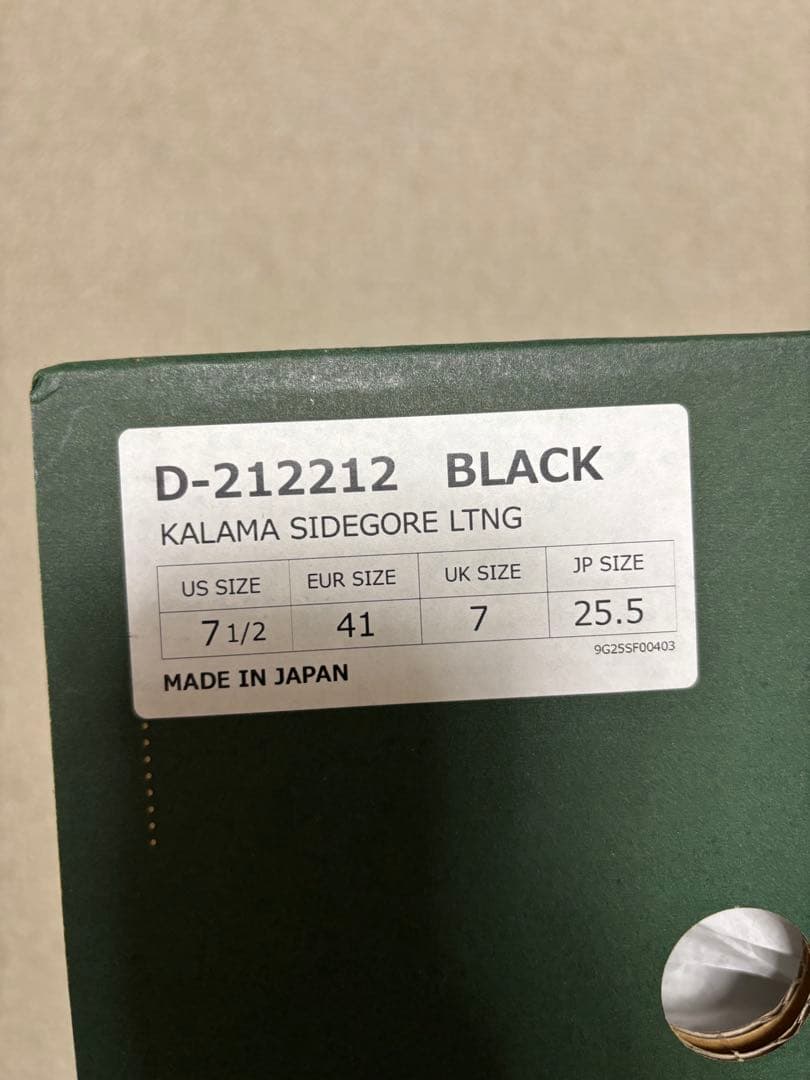 D-212212 BLACK
KALAMA SIDEGORE LTNG
US SIZE EUR SIZE UK SIZE JP SIZE
7 1/2 41 7 25.5
9G25SF00403
MADE IN JAPAN